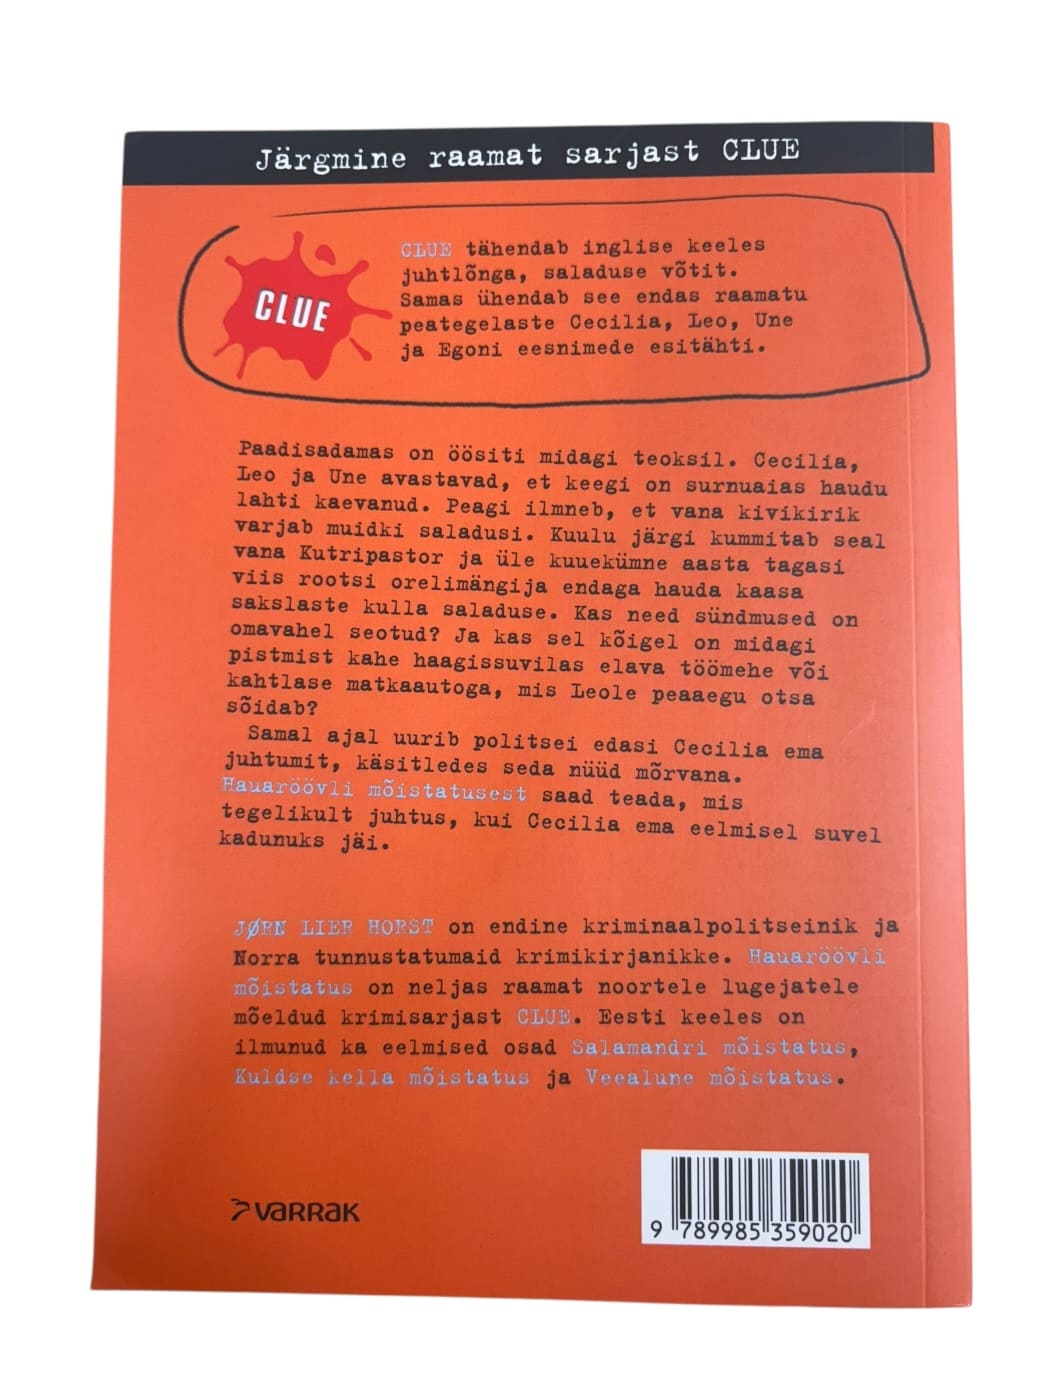 Järgmine raamat sarjast CLUE
CLUE
CLUE tähendab inglise keeles
juhtlõnga, saladuse võtit.
Samas ühendab see endas raamatu
peategelaste Cecilia, Leo, Une
ja Egoni eesnimede esitähti.
Paadisadamas on öösiti midagi teoksil. Cecilia,
Leo ja Une avastavad, et keegi on surnuaias haudu
lahti kaevanud. Peagi ilmneb, et vana kivikirik
varjab muidki saladusi. Kuulu järgi kummitab seal
vana Kutripastor ja üle kuuekümne aasta tagasi
viis rootsi orelimängija endaga hauda kaasa
sakslaste kulla saladuse. Kas need sündmused on
omavahel seotud? Ja kas sel kõigel on midagi
pistmist kahe haagissuvilas elava töömehe või
kahtlase matkaautoga, mis Leole peaaegu otsa
sõidab?
Samal ajal uurib politsei edasi Cecilia ema
juhtumit, käsitledes seda nüüd mõrvana.
Hauaröövli mõistatusest saad teada, mis
tegelikult juhtus, kui Cecilia ema eelmisel suvel
kadunuks jäi.
JØRN LIER HORST on endine kriminaalpolitseinik ja
Norra tunnustatumaid krimikirjanikke. Hauaröövli
mõistatus on neljas raamat noortele lugejatele
mõeldud krimisarjast CLUE. Eesti keeles on
ilmunud ka eelmised osad Salamandri mõistatus,
Kuldse kella mõistatus ja Veealune mõistatus.
VARRAK
9 789985 359020